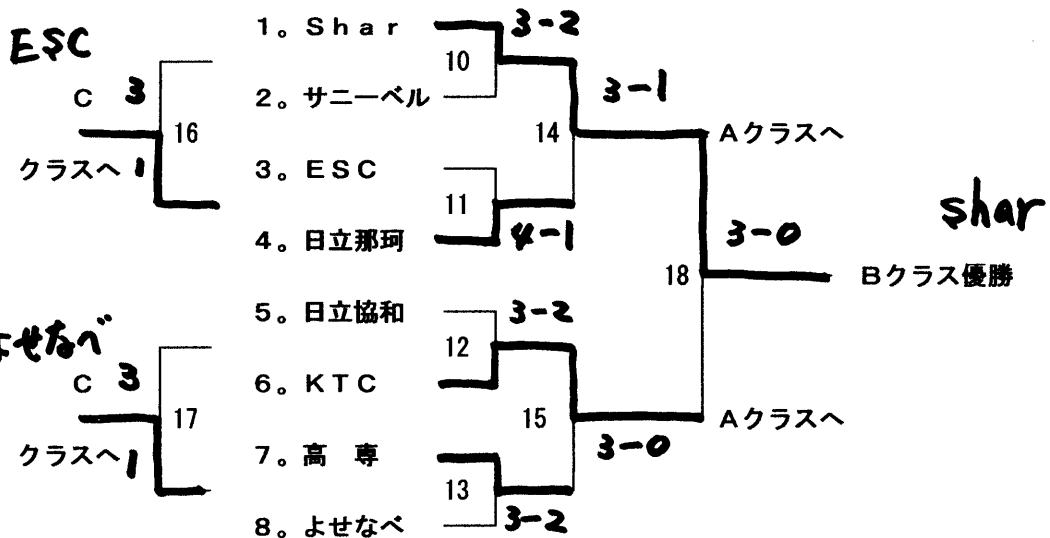 ESC
C 3
16
クラスへ 1
よせなべ
C 3
17
クラスへ 1
1。Shar
3-2
10
2。サニーベル
3-1
14
Aクラスへ
3。ESC
11
4。日立那珂
4-1
shar
3-0
18
Bクラス優勝
5。日立協和
3-2
12
6。KTC
15
Aクラスへ
3-0
7。高 専
13
3-2
8。よせなべ